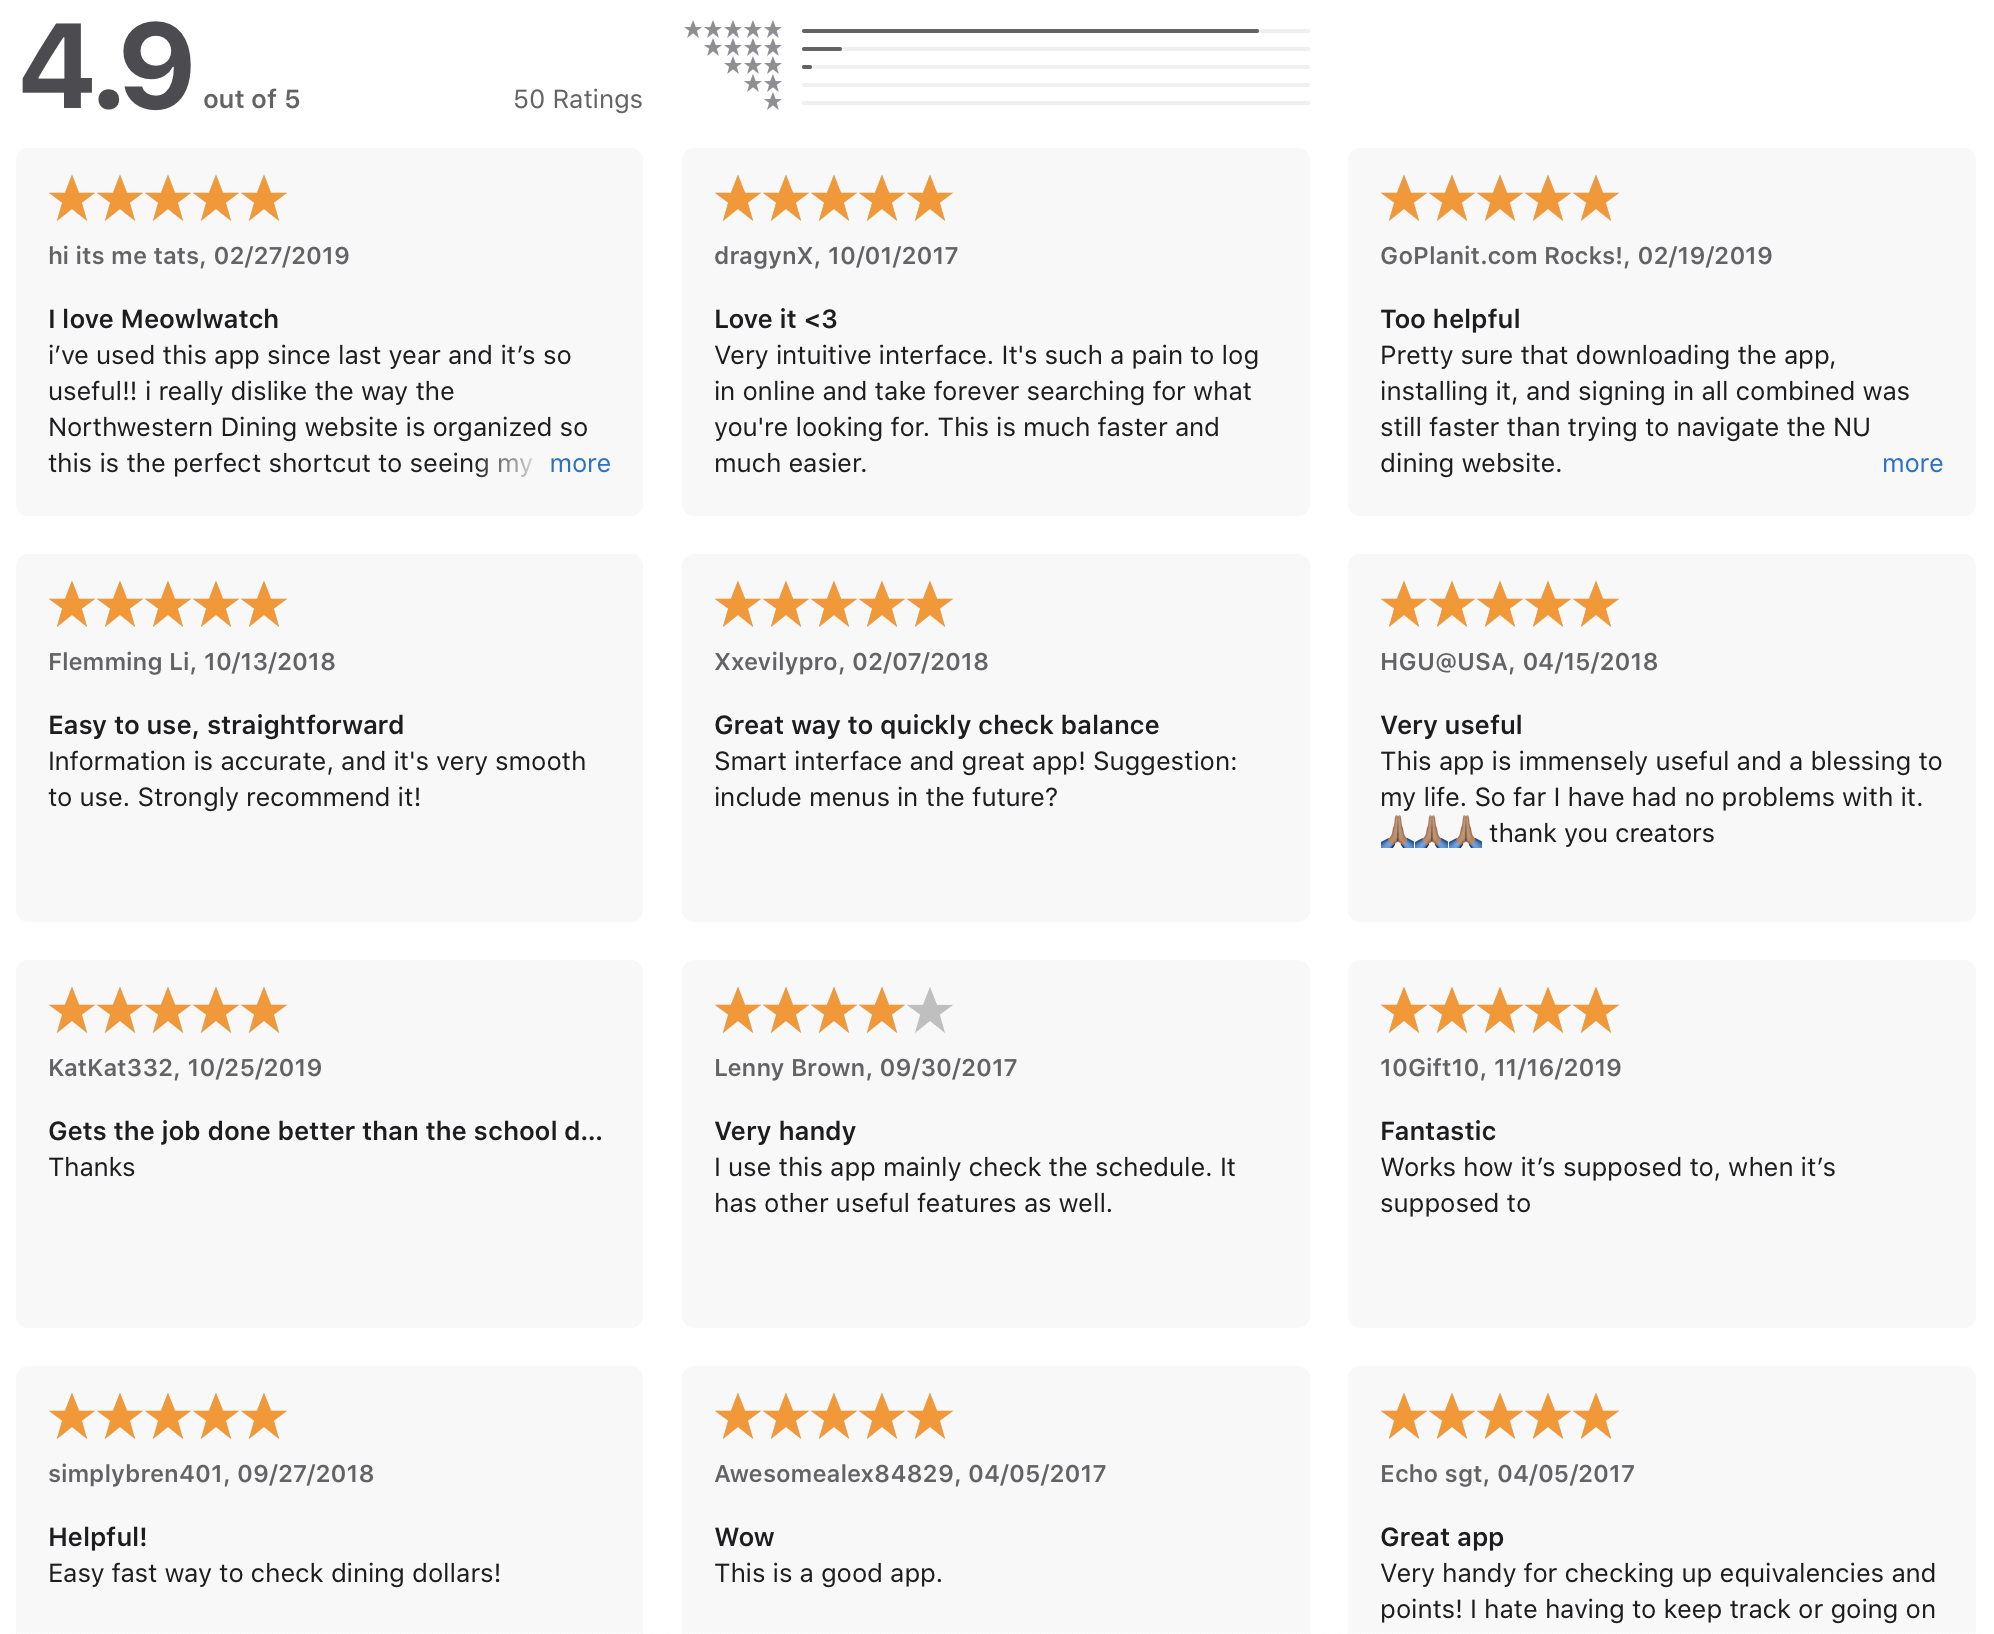 4.9 out of 5
50 Ratings
hi its me tats, 02/27/2019
I love Meowlwatch
i’ve used this app since last year and it’s so
useful!! i really dislike the way the
Northwestern Dining website is organized so
this is the perfect shortcut to seeing my more
dragynX, 10/01/2017
Love it <3
Very intuitive interface. It's such a pain to log
in online and take forever searching for what
you're looking for. This is much faster and
much easier.
GoPlanit.com Rocks!, 02/19/2019
Too helpful
Pretty sure that downloading the app,
installing it, and signing in all combined was
still faster than trying to navigate the NU
dining website. more
Flemming Li, 10/13/2018
Easy to use, straightforward
Information is accurate, and it's very smooth
to use. Strongly recommend it!
Xxevilypro, 02/07/2018
Great way to quickly check balance
Smart interface and great app! Suggestion:
include menus in the future?
HGU@USA, 04/15/2018
Very useful
This app is immensely useful and a blessing to
my life. So far I have had no problems with it.
🙏🏽🙏🏽🙏🏽 thank you creators
KatKat332, 10/25/2019
Gets the job done better than the school d...
Thanks
Lenny Brown, 09/30/2017
Very handy
I use this app mainly check the schedule. It
has other useful features as well.
10Gift10, 11/16/2019
Fantastic
Works how it’s supposed to, when it’s
supposed to
simplybren401, 09/27/2018
Helpful!
Easy fast way to check dining dollars!
Awesomealex84829, 04/05/2017
Wow
This is a good app.
Echo sgt, 04/05/2017
Great app
Very handy for checking up equivalencies and
points! I hate having to keep track or going on